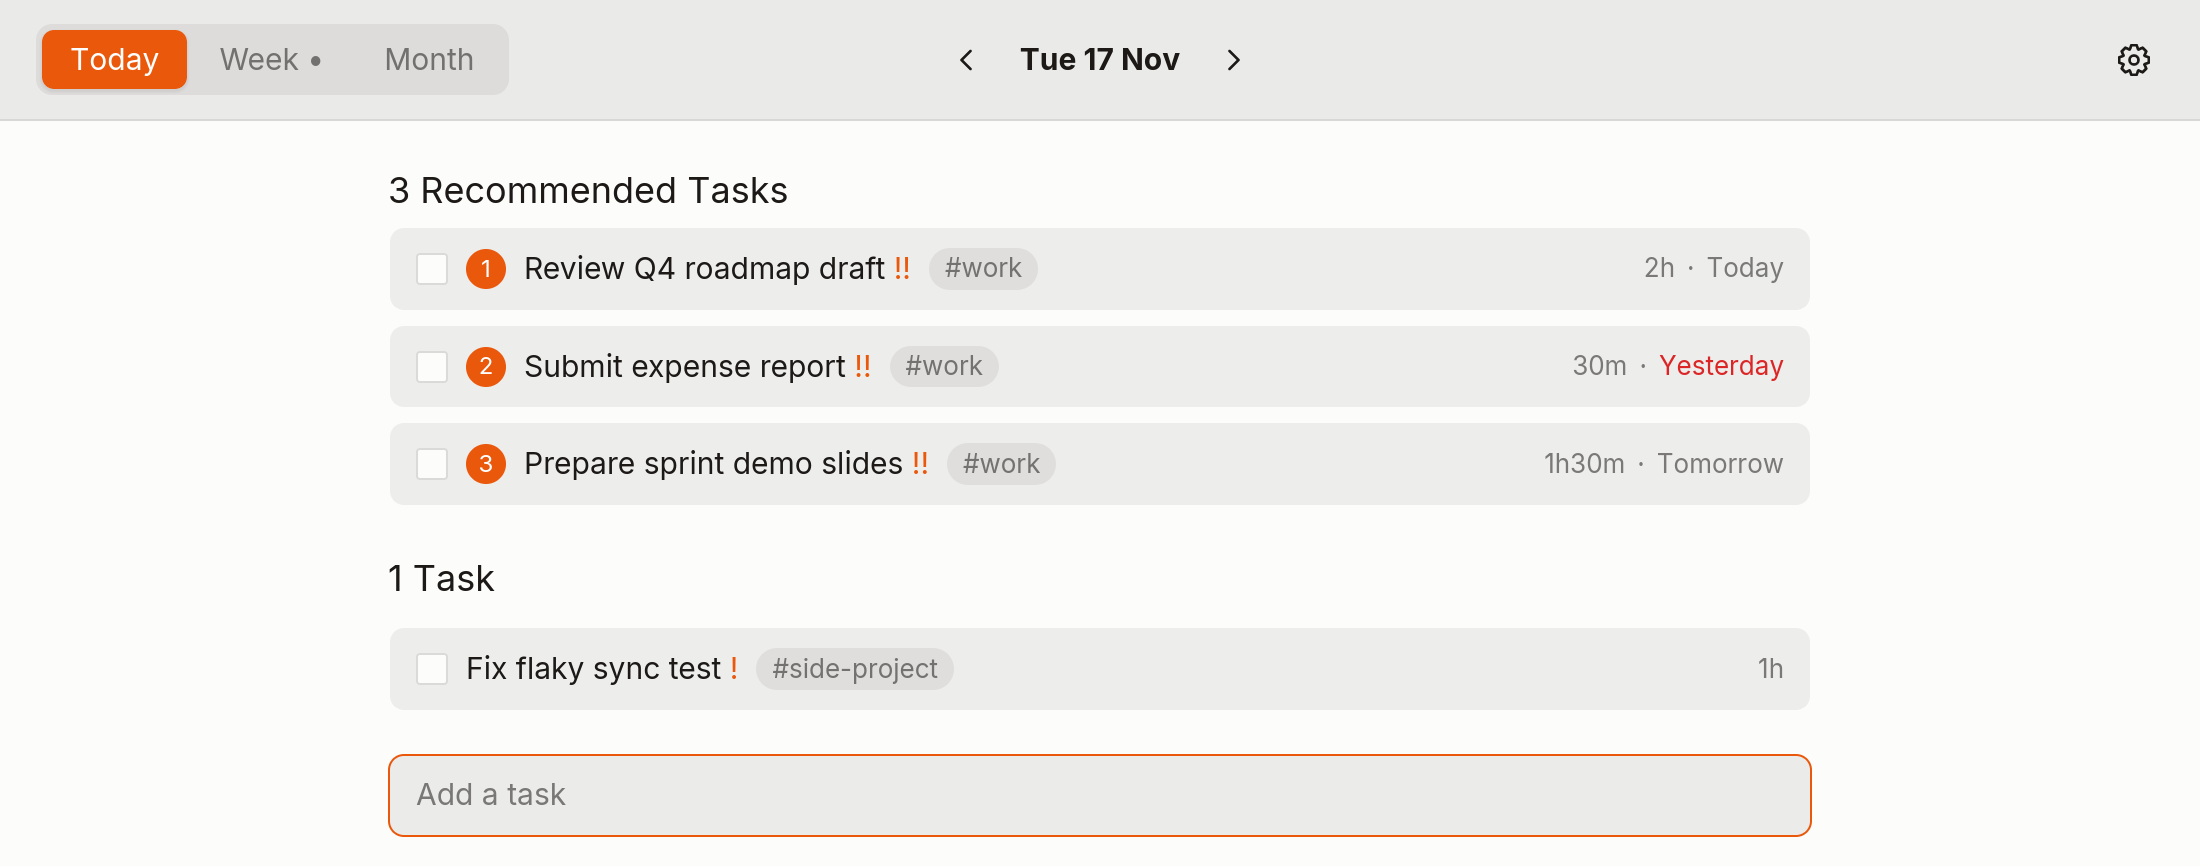 Today Week • Month Tue 17 Nov
3 Recommended Tasks
1 Review Q4 roadmap draft !! #work 2h · Today
2 Submit expense report !! #work 30m · Yesterday
3 Prepare sprint demo slides !! #work 1h30m · Tomorrow
1 Task
Fix flaky sync test ! #side-project 1h
Add a task